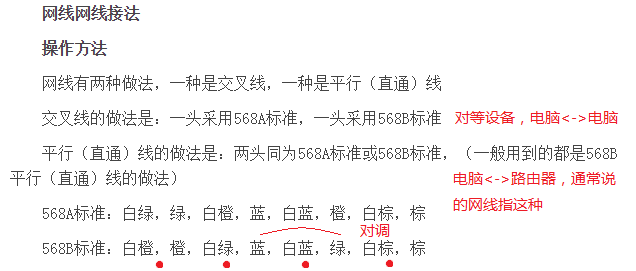 网线网线接法
操作方法
网线有两种做法，一种是交叉线，一种是平行（直通）线
交叉线的做法是：一头采用568A标准，一头采用568B标准
对等设备，电脑<->电脑
平行（直通）线的做法是：两头同为568A标准或568B标准，（一般用到的都是568B
平行（直通）线的做法）
电脑<->路由器，通常说
的网线指这种
568A标准：白绿，绿，白橙，蓝，白蓝，橙，白棕，棕
对调
568B标准：白橙，橙，白绿，蓝，白蓝，绿，白棕，棕